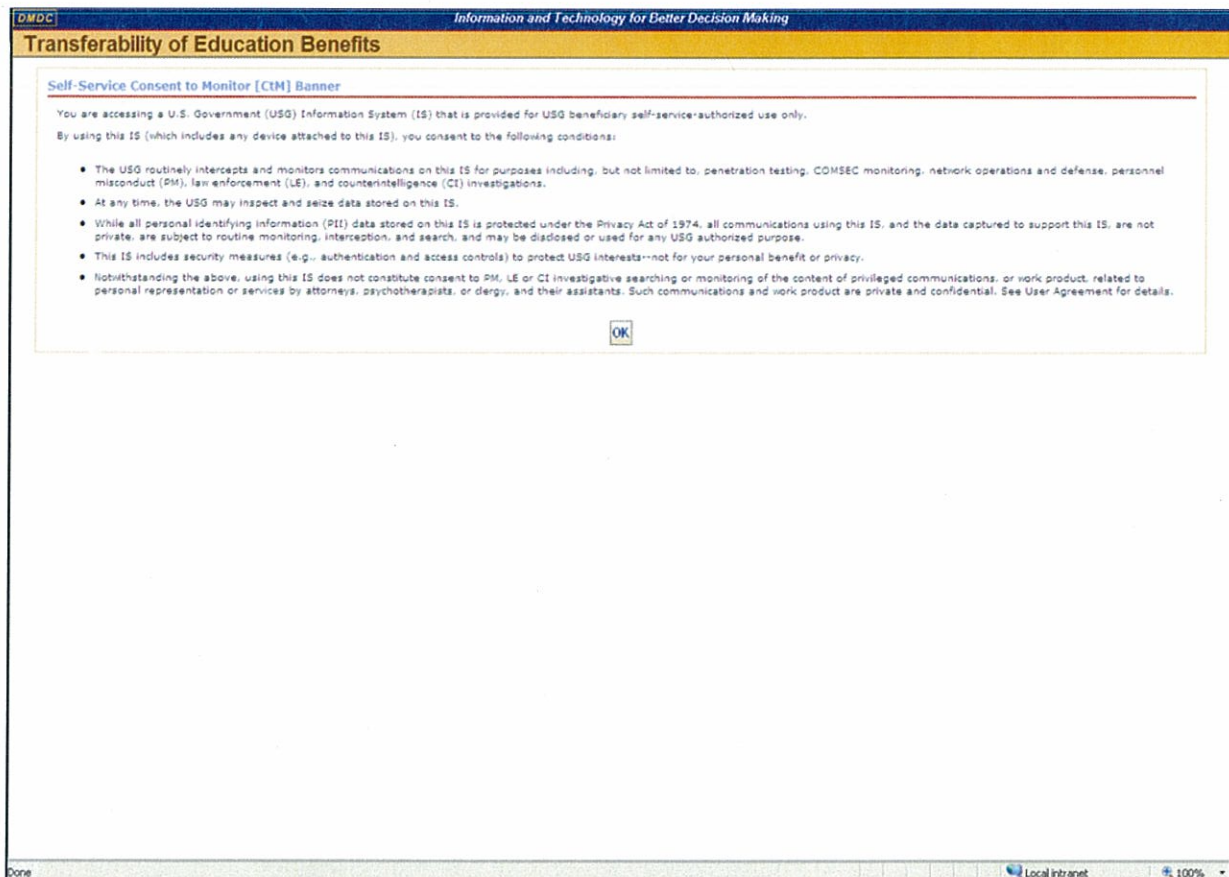 DMDC
Information and Technology for Better Decision Making
Transferability of Education Benefits
Self-Service Consent to Monitor [CtM] Banner
You are accessing a U.S. Government (USG) Information System (IS) that is provided for USG beneficiary self-service-authorized use only.
By using this IS (which includes any device attached to this IS), you consent to the following conditions:
• The USG routinely intercepts and monitors communications on this IS for purposes including, but not limited to, penetration testing, COMSEC monitoring, network operations and defense, personnel
misconduct (PM), law enforcement (LE), and counterintelligence (CI) investigations.
• At any time, the USG may inspect and seize data stored on this IS.
• While all personal identifying information (PII) data stored on this IS is protected under the Privacy Act of 1974, all communications using this IS, and the data captured to support this IS, are not
private, are subject to routine monitoring, interception, and search, and may be disclosed or used for any USG authorized purpose.
• This IS includes security measures (e.g., authentication and access controls) to protect USG interests--not for your personal benefit or privacy.
• Notwithstanding the above, using this IS does not constitute consent to PM, LE or CI investigative searching or monitoring of the content of privileged communications, or work product, related to
personal representation or services by attorneys, psychotherapists, or clergy, and their assistants. Such communications and work product are private and confidential. See User Agreement for details.
OK
Done
Local intranet
100%